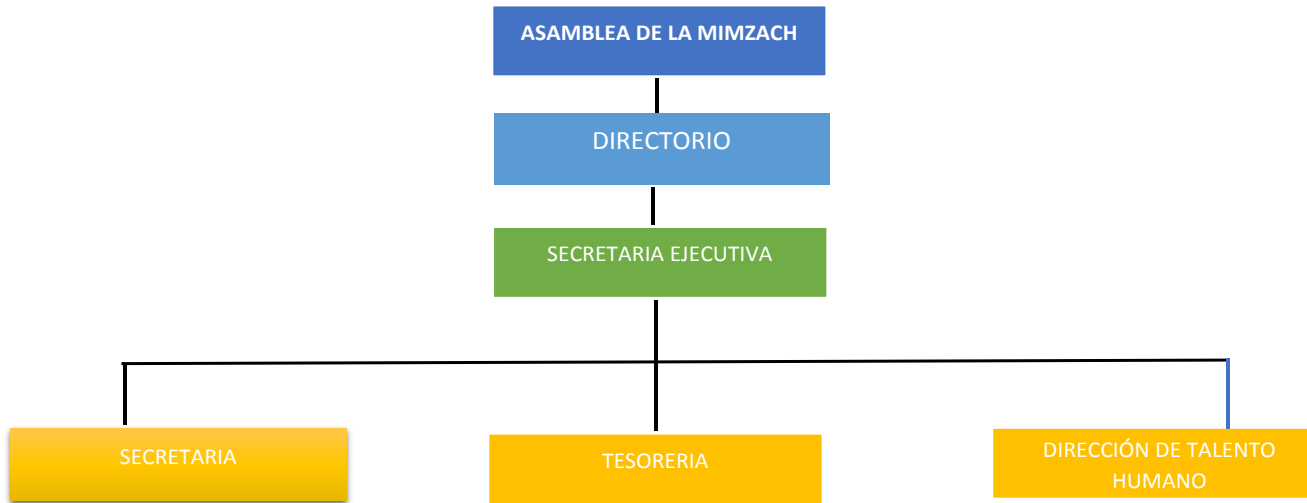 ASAMBLEA DE LA MIMZACH
DIRECTORIO
SECRETARIA EJECUTIVA
SECRETARIA
TESORERIA
DIRECCIÓN DE TALENTO
HUMANO